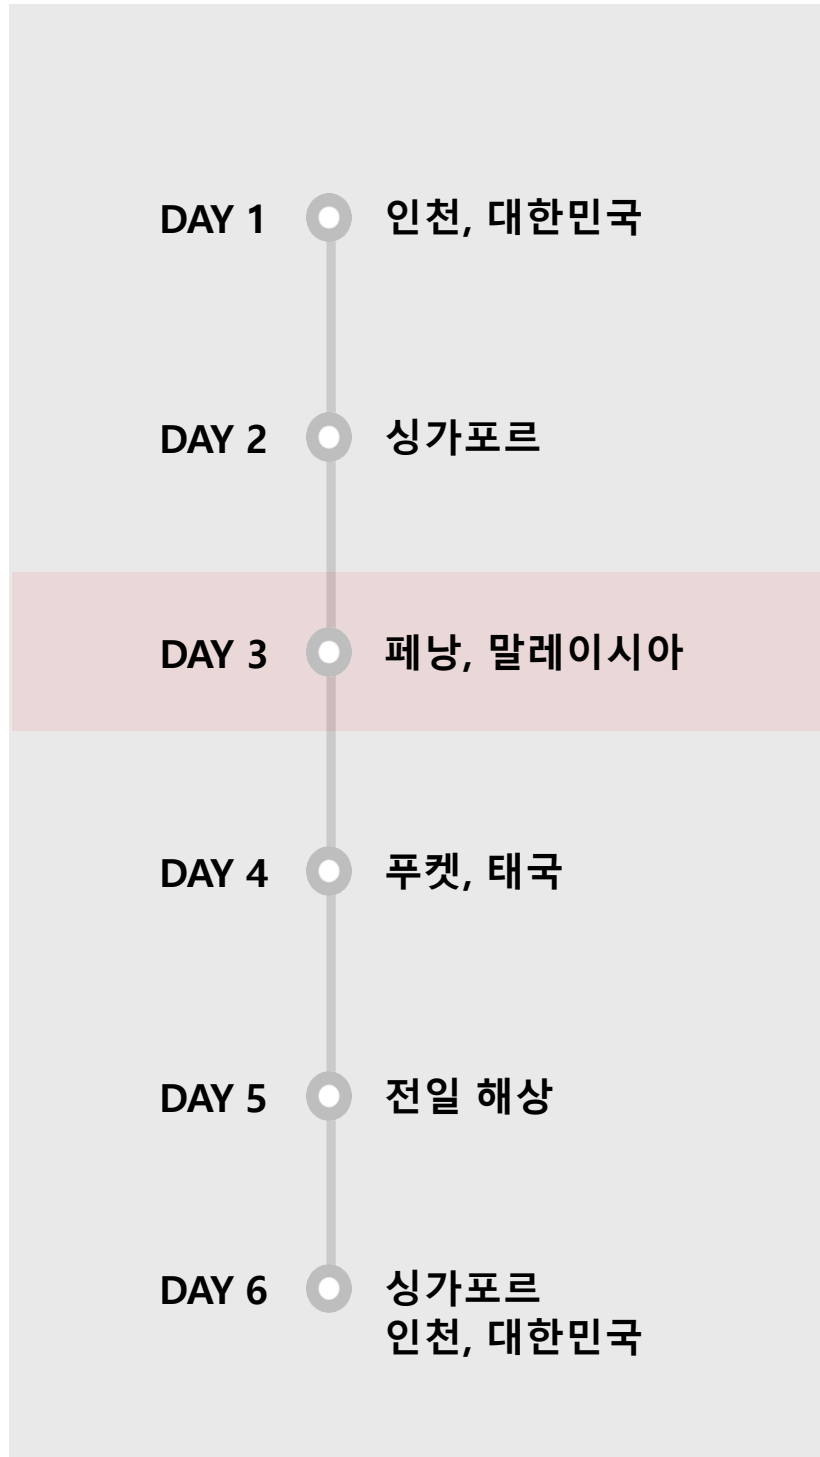 DAY 1 인천, 대한민국
DAY 2 싱가포르
DAY 3 페낭, 말레이시아
DAY 4 푸켓, 태국
DAY 5 전일 해상
DAY 6 싱가포르
인천, 대한민국